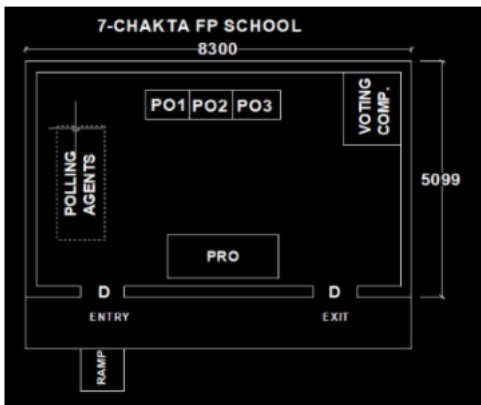 7-CHAKTA FP SCHOOL
8300
PO1 PO2 PO3
VOTING
COMP.
POLLING
AGENTS
5099
PRO
D
D
ENTRY
EXIT
RAMP